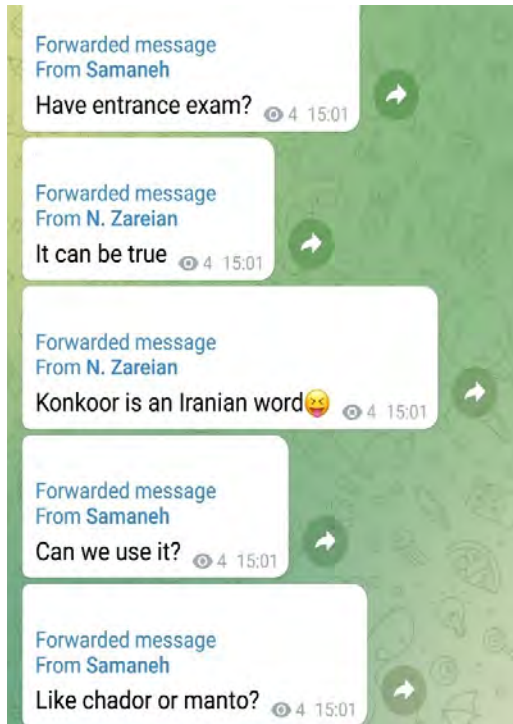 Forwarded message
From Samaneh
Have entrance exam? 4 15:01
Forwarded message
From N. Zareian
It can be true 4 15:01
Forwarded message
From N. Zareian
Konkoor is an Iranian word😝 4 15:01
Forwarded message
From Samaneh
Can we use it? 4 15:01
Forwarded message
From Samaneh
Like chador or manto? 4 15:01